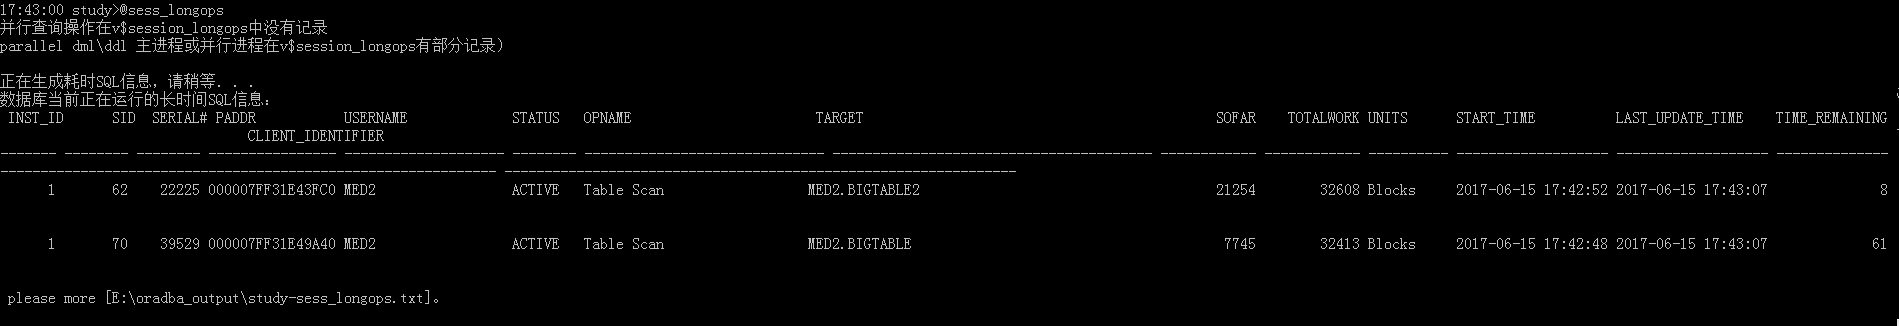 17:43:00 study>@sess_longops
并行查询操作在v$session_longops中没有记录
parallel dml\ddl 主进程或并行进程在v$session_longops有部分记录)
正在生成耗时SQL信息，请稍等. . .
数据库当前正在运行的长时间SQL信息:
INST_ID SID SERIAL# PADDR USERNAME STATUS OPNAME TARGET SOFAR TOTALWORK UNITS START_TIME LAST_UPDATE_TIME TIME_REMAINING
CLIENT_IDENTIFIER
1 62 22225 000007FF31E43FC0 MED2 ACTIVE Table Scan MED2.BIGTABLE2 21254 32608 Blocks 2017-06-15 17:42:52 2017-06-15 17:43:07 8
1 70 39529 000007FF31E49A40 MED2 ACTIVE Table Scan MED2.BIGTABLE 7745 32413 Blocks 2017-06-15 17:42:48 2017-06-15 17:43:07 61
please more [E:\oradba_output\study-sess_longops.txt]。